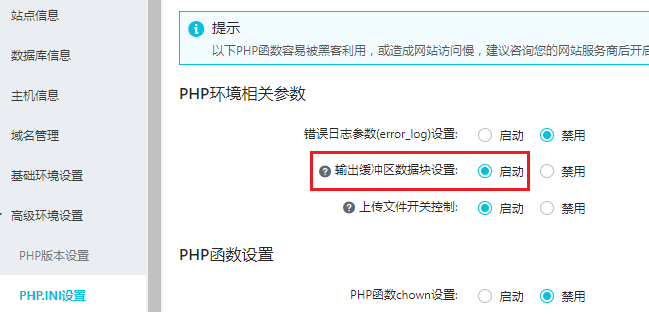 站点信息
数据库信息
主机信息
域名管理
基础环境设置
高级环境设置
PHP版本设置
PHP.INI设置
提示
以下PHP函数容易被黑客利用，或造成网站访问慢，建议咨询您的网站服务商后开启
PHP环境相关参数
错误日志参数(error_log)设置: 启动 禁用
? 输出缓冲区数据块设置: 启动 禁用
? 上传文件开关控制: 启动 禁用
PHP函数设置
PHP函数chown设置: 启动 禁用